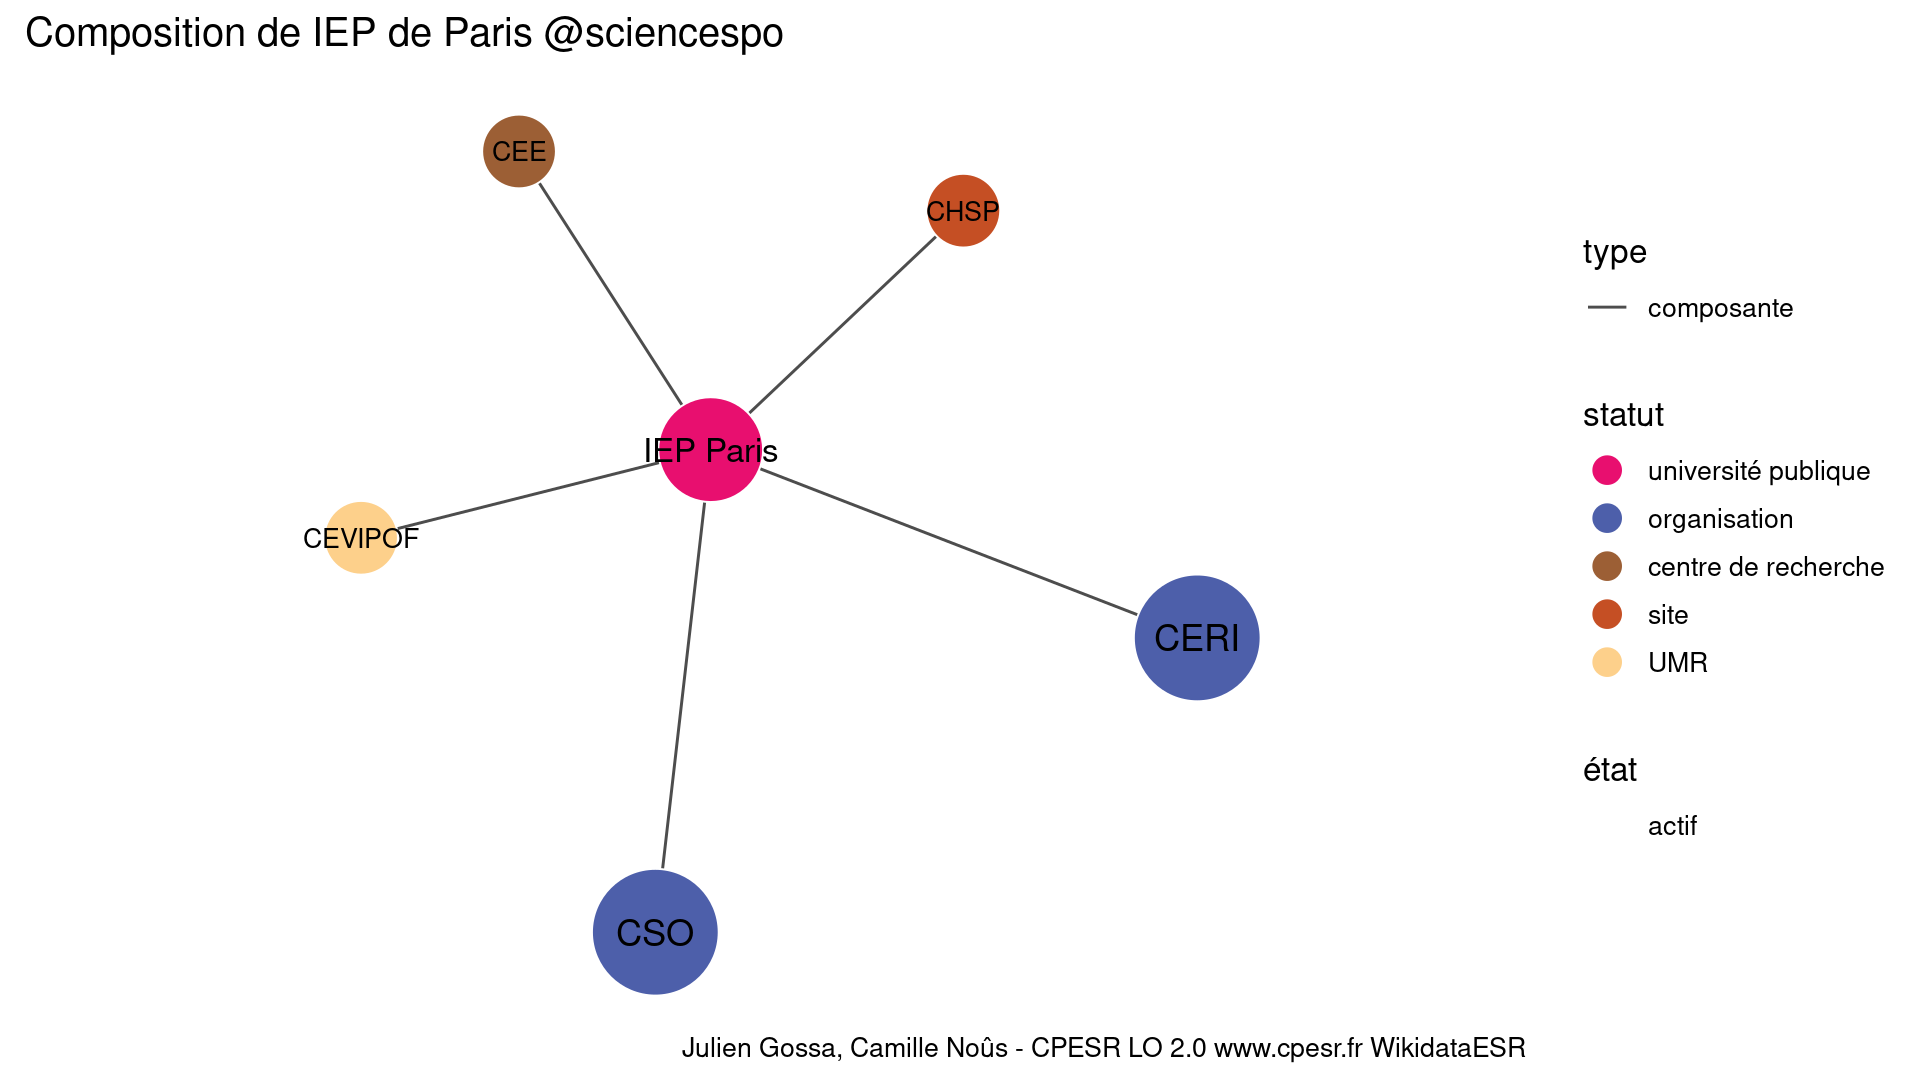 Composition de IEP de Paris @sciencespo
CEE
CHSP
IEP Paris
CEVIPOF
CERI
CSO
type
composante
statut
université publique
organisation
centre de recherche
site
UMR
état
actif
Julien Gossa, Camille Noûs - CPESR LO 2.0 www.cpesr.fr WikidataESR